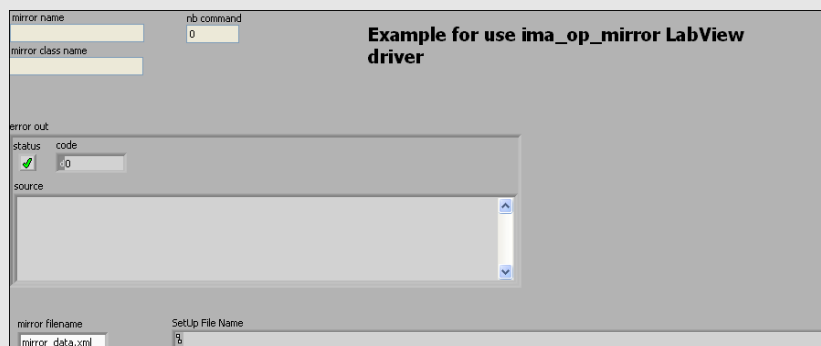 mirror name
nb command
0
Example for use ima_op_mirror LabView
driver
mirror class name
error out
status
code
0
source
mirror filename
SetUp File Name
mirror_data.xml